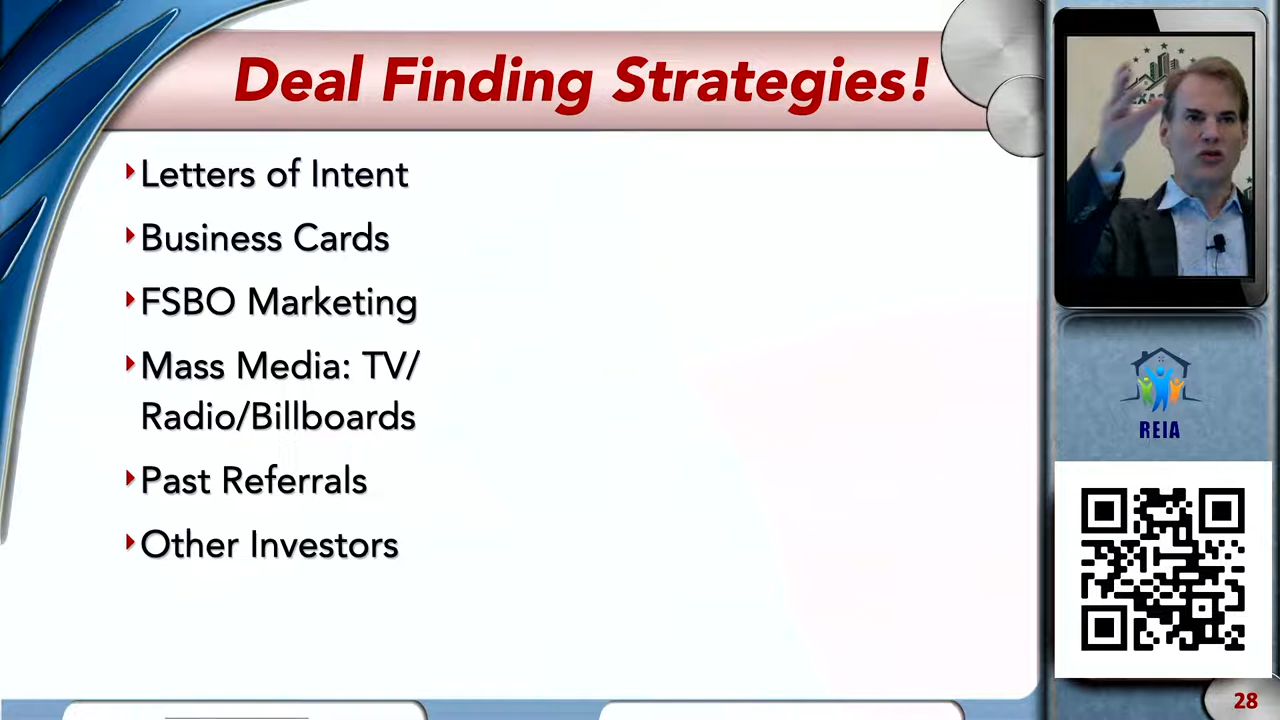 Deal Finding Strategies!
Letters of Intent
Business Cards
FSBO Marketing
Mass Media: TV/
Radio/Billboards
Past Referrals
Other Investors
REIA
28